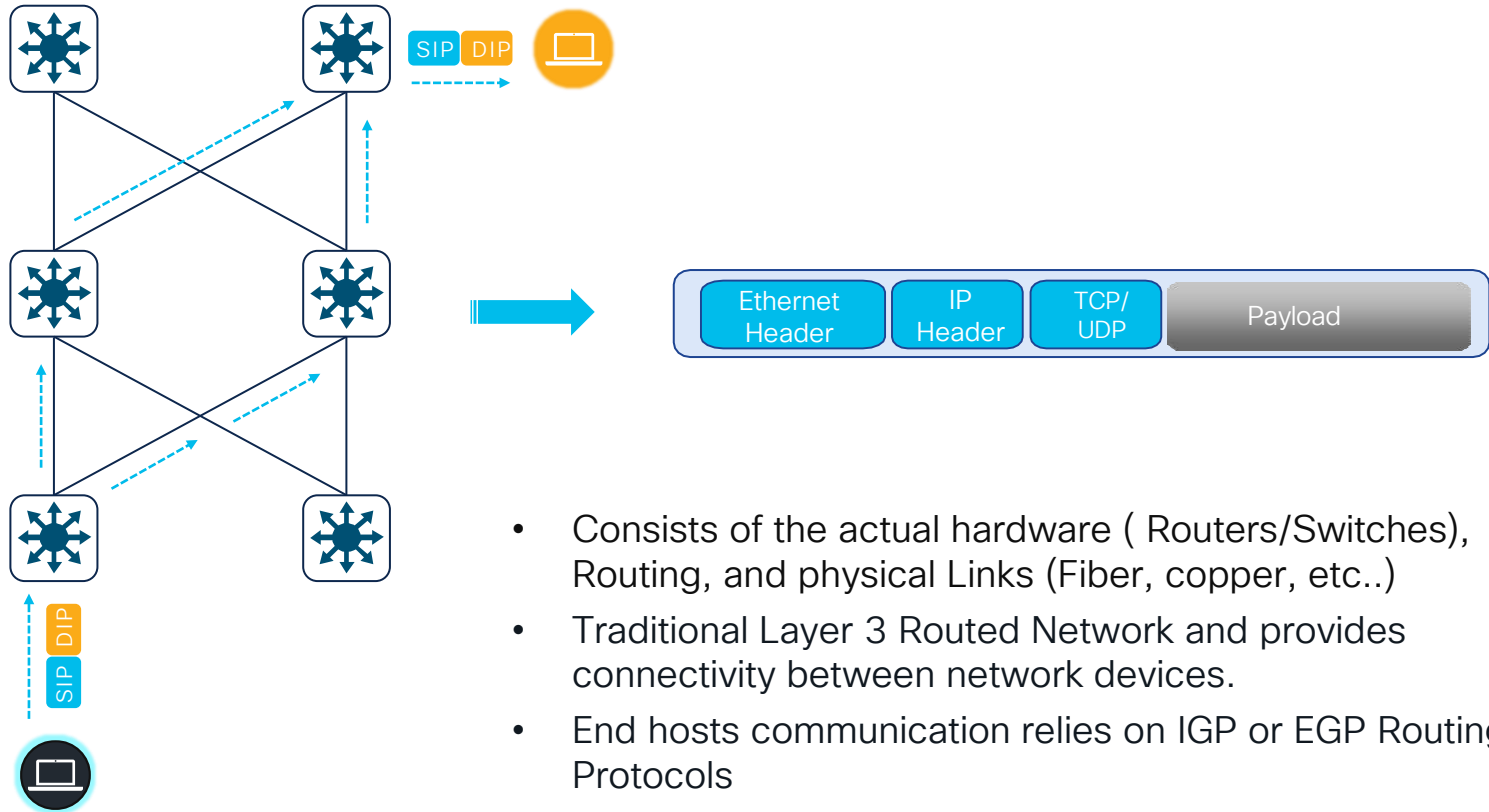 SIP DIP
Ethernet
Header
IP
Header
TCP/
UDP
Payload
• Consists of the actual hardware ( Routers/Switches),
Routing, and physical Links (Fiber, copper, etc..)
• Traditional Layer 3 Routed Network and provides
connectivity between network devices.
• End hosts communication relies on IGP or EGP Routing
Protocols
SIP DIP